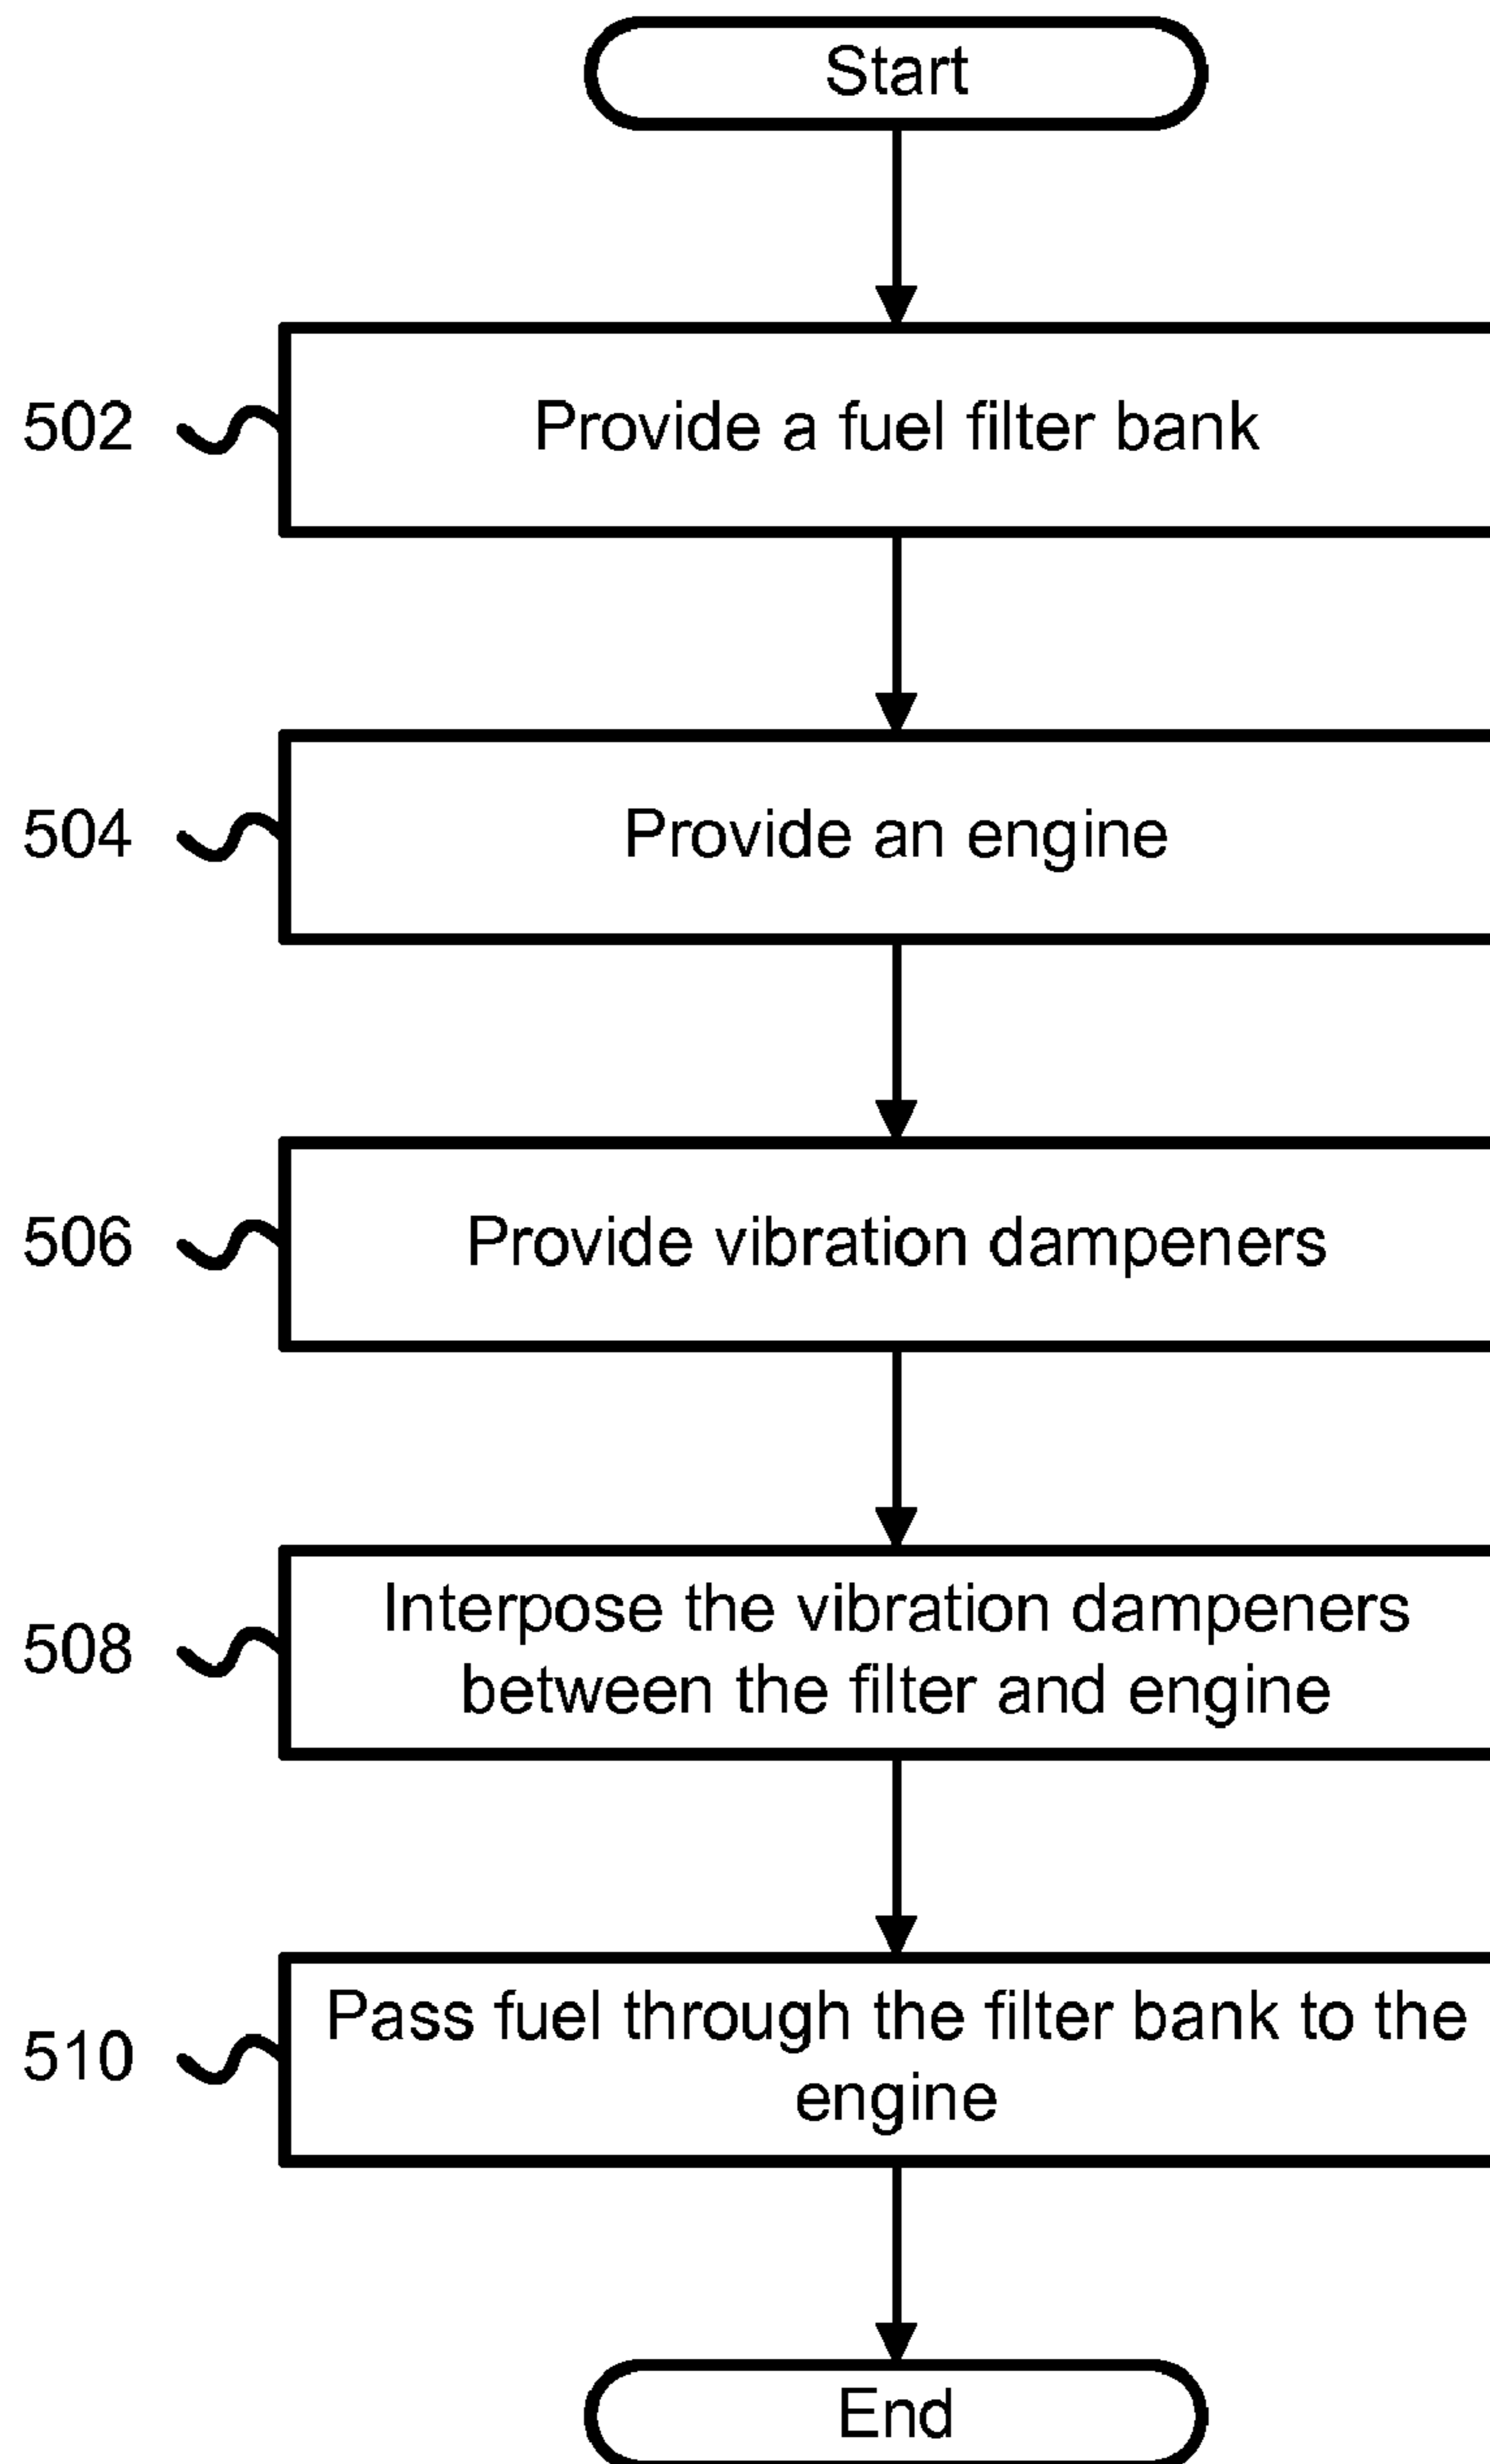 Start
502
Provide a fuel filter bank
504
Provide an engine
506
Provide vibration dampeners
508
Interpose the vibration dampeners
between the filter and engine
510
Pass fuel through the filter bank to the
engine
End